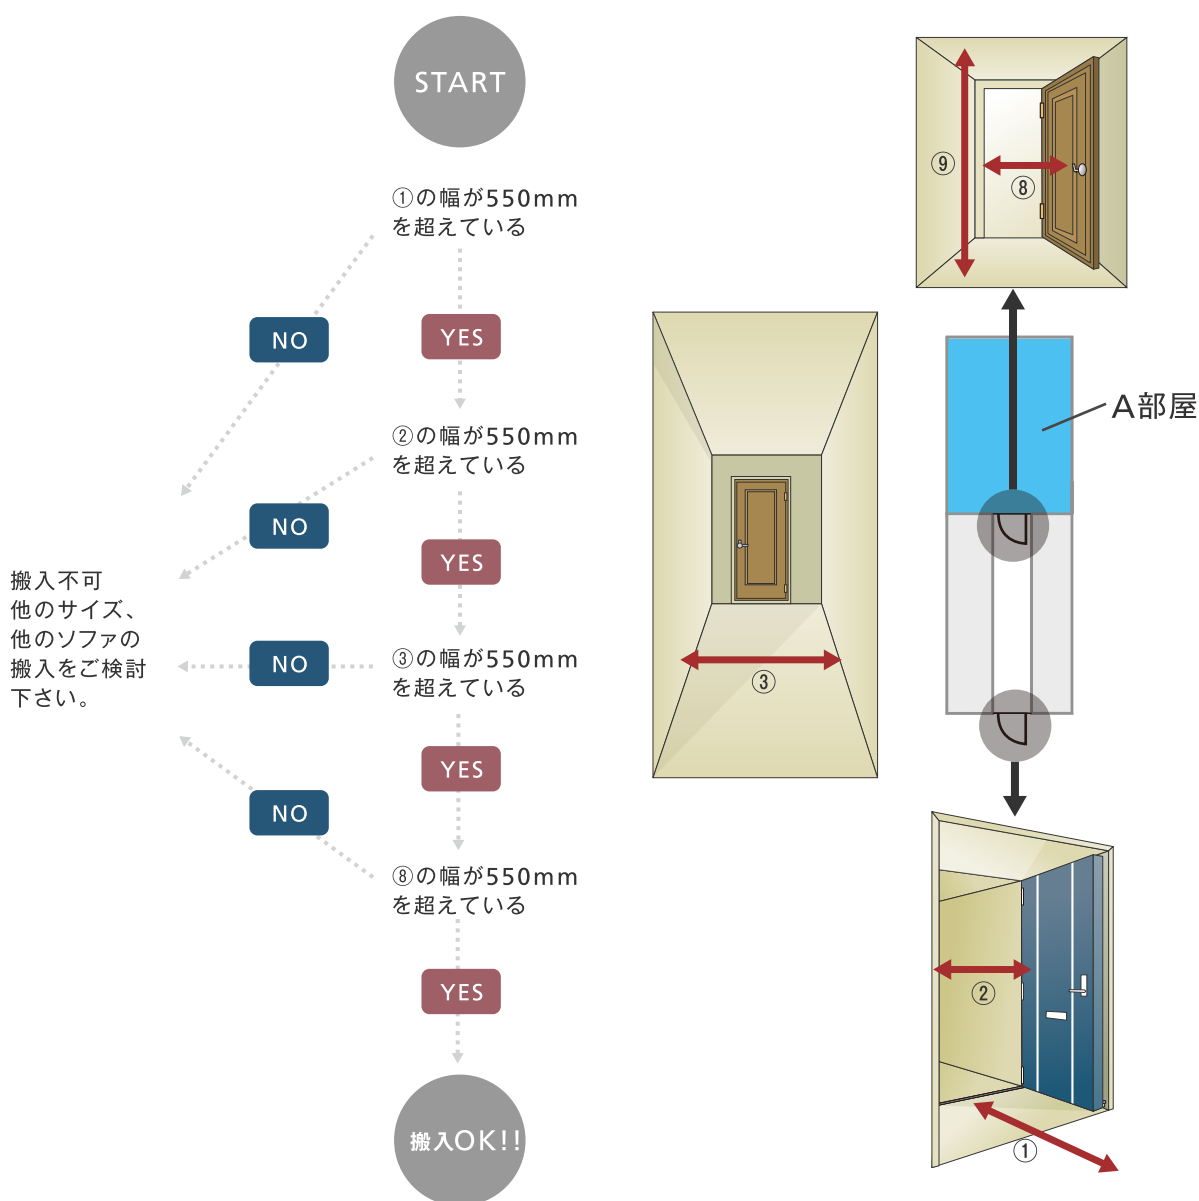 START
①の幅が550mm
を超えている
NO
YES
②の幅が550mm
を超えている
NO
YES
搬入不可
他のサイズ、
他のソファの
搬入をご検討
下さい。
③の幅が550mm
を超えている
NO
YES
NO
⑧の幅が550mm
を超えている
YES
搬入OK!!
③
⑨
⑧
A部屋
②
①